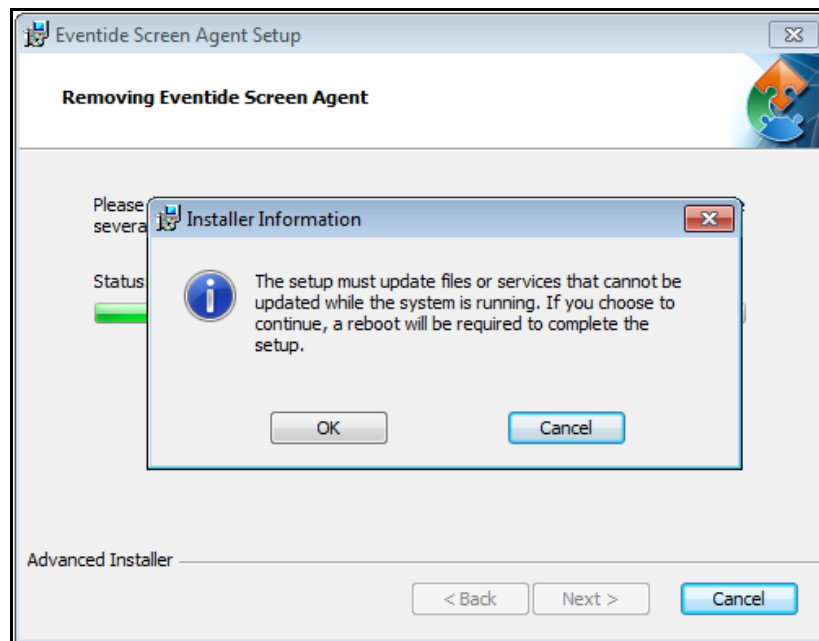 Eventide Screen Agent Setup
Removing Eventide Screen Agent
Please
severa
Status
Installer Information
The setup must update files or services that cannot be
updated while the system is running. If you choose to
continue, a reboot will be required to complete the
setup.
OK
Cancel
Advanced Installer
< Back
Next >
Cancel